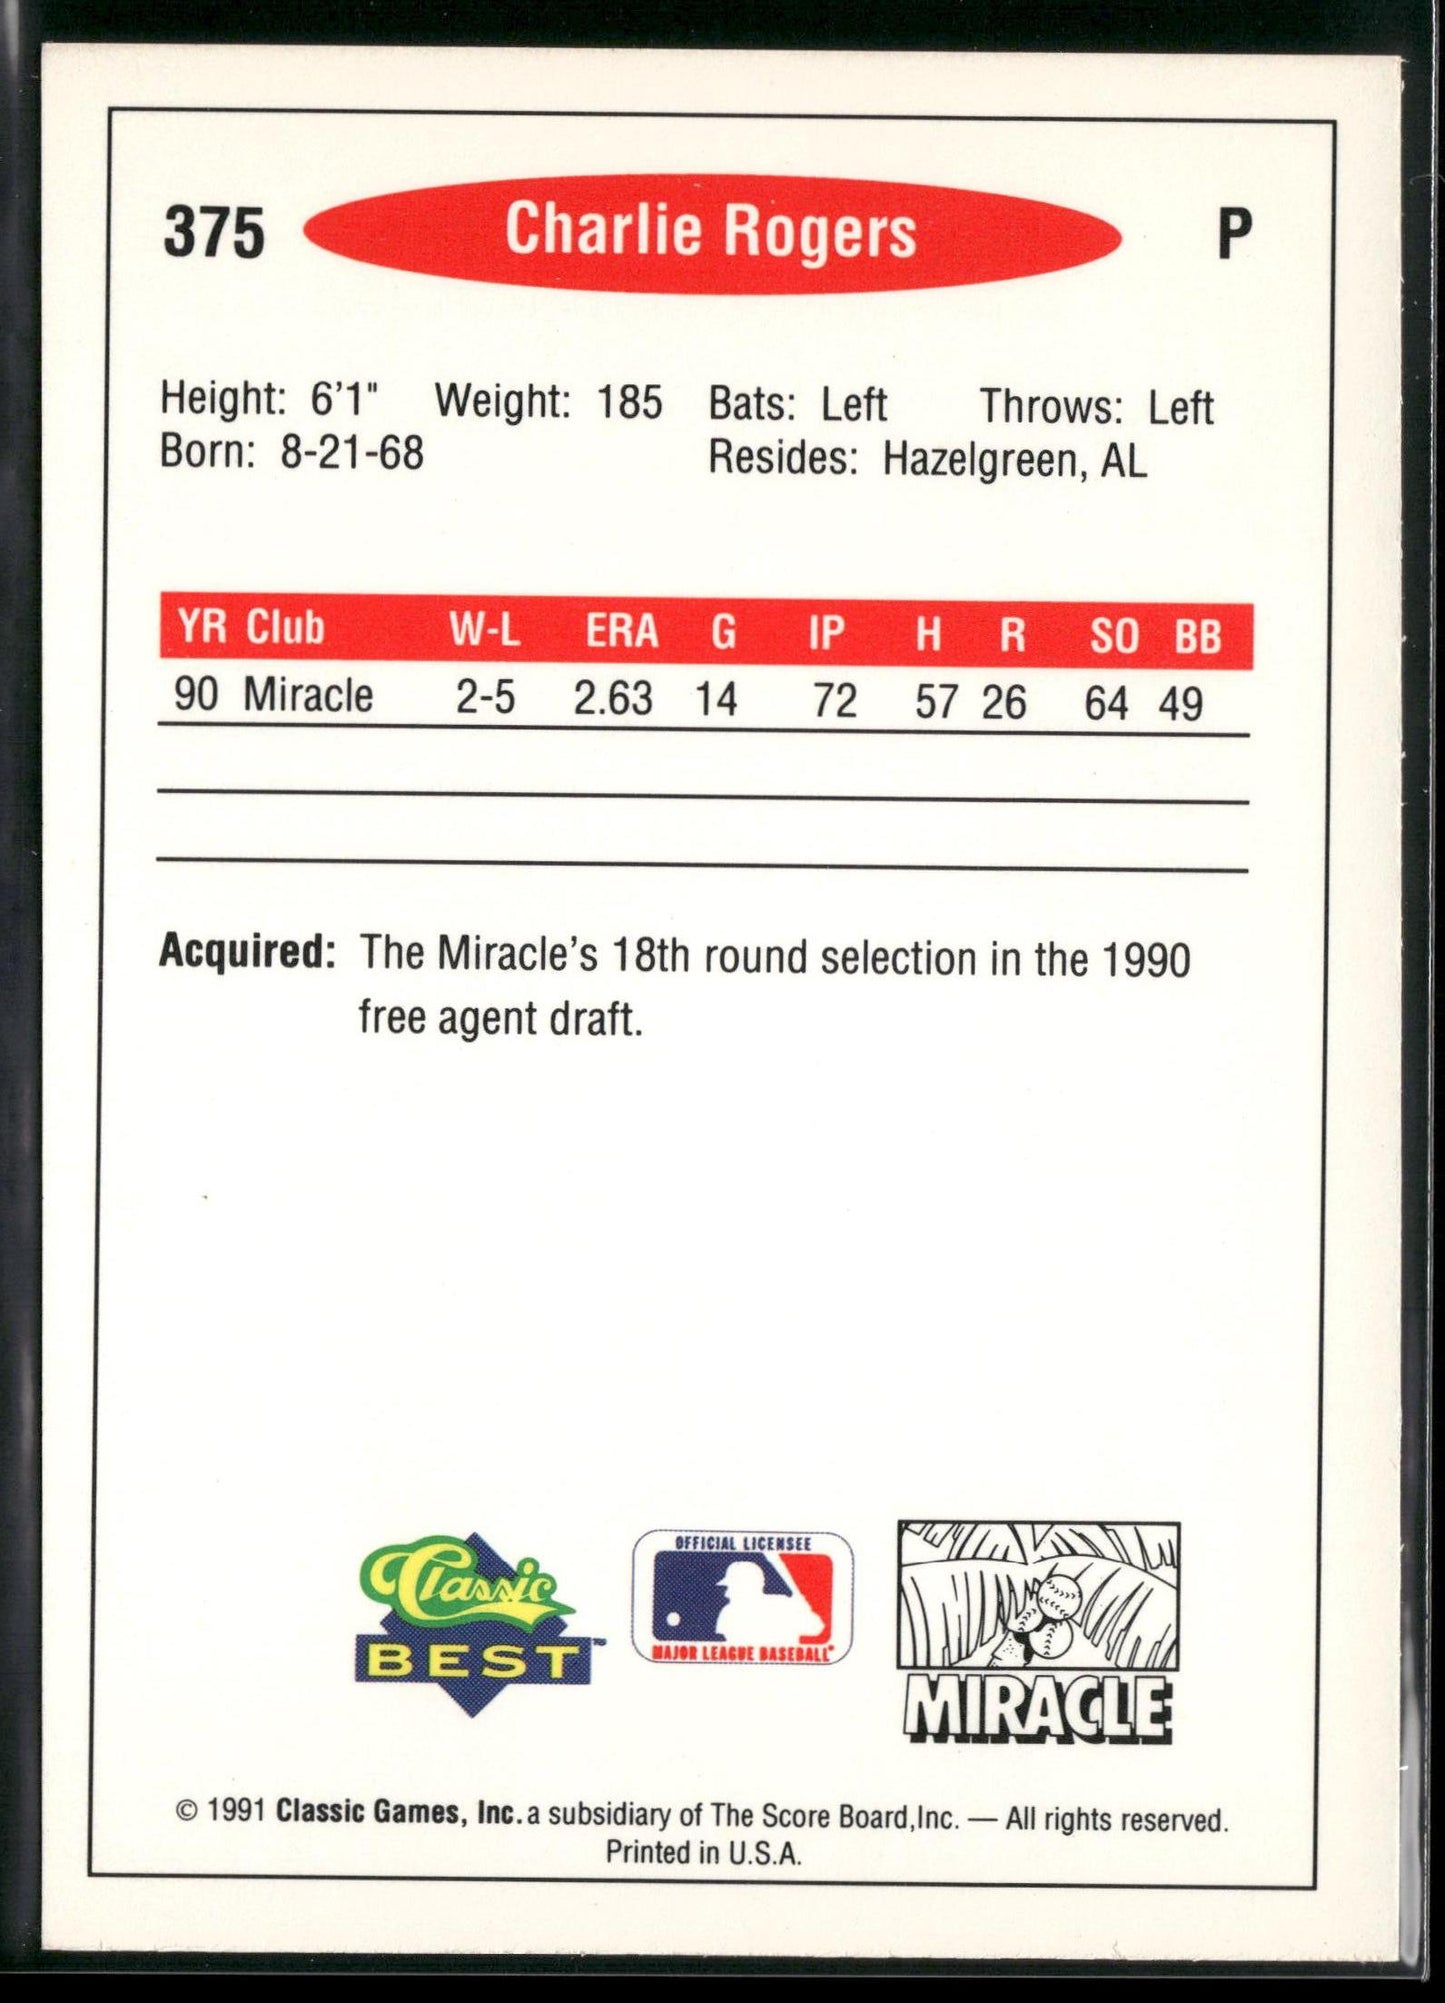 375 Charlie Rogers P
Height: 6'1" Weight: 185 Bats: Left Throws: Left
Born: 8-21-68 Resides: Hazelgreen, AL
YR Club W-L ERA G IP H R SO BB
90 Miracle 2-5 2.63 14 72 57 26 64 49
Acquired: The Miracle's 18th round selection in the 1990
free agent draft.
Classic
BEST™
OFFICIAL LICENSEE
MAJOR LEAGUE BASEBALL
MIRACLE
© 1991 Classic Games, Inc. a subsidiary of The Score Board,Inc. — All rights reserved.
Printed in U.S.A.